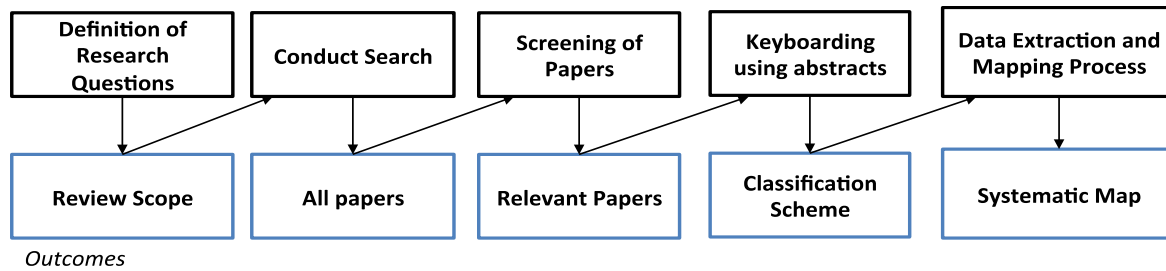 Definition of
Research
Questions
Conduct Search
Screening of
Papers
Keyboarding
using abstracts
Data Extraction and
Mapping Process
Review Scope
All papers
Relevant Papers
Classification
Scheme
Systematic Map
Outcomes